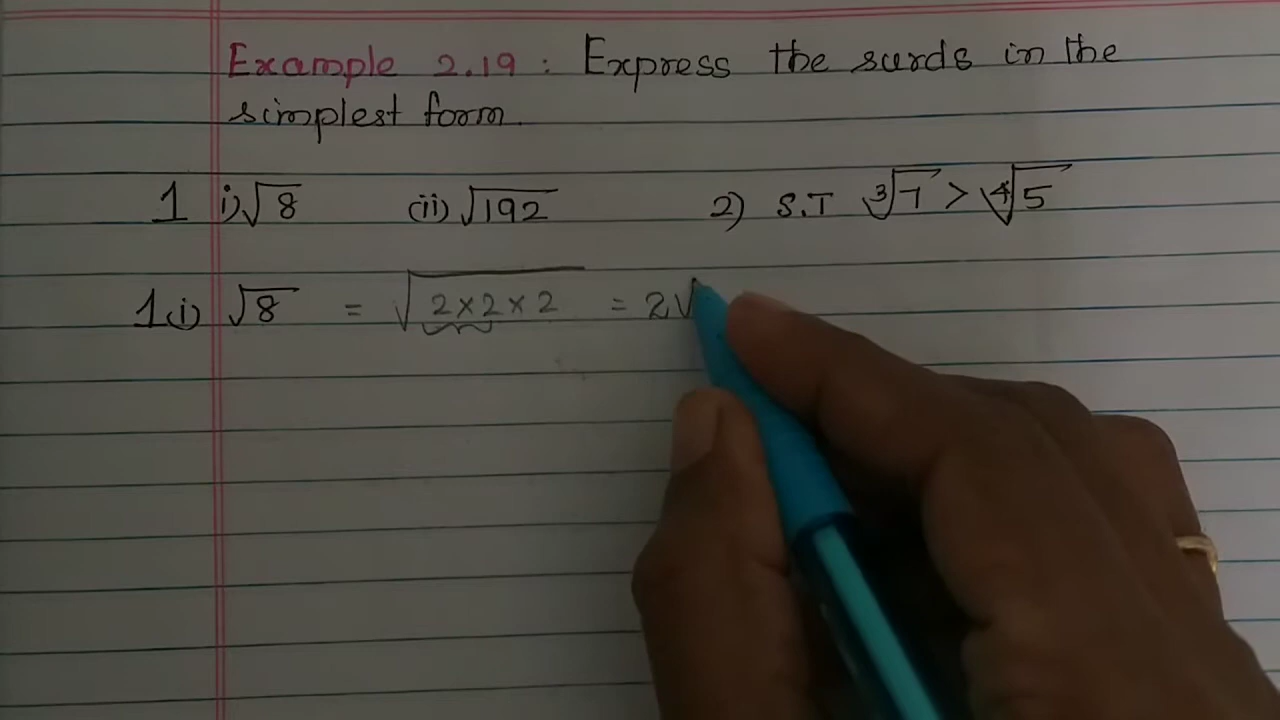 Example 2.19 : Express the surds in the
simplest form.
1 i) √8 (ii) √192 2) S.T ∛7 > ∜5
1(i) √8 = √2×2×2 = 2√